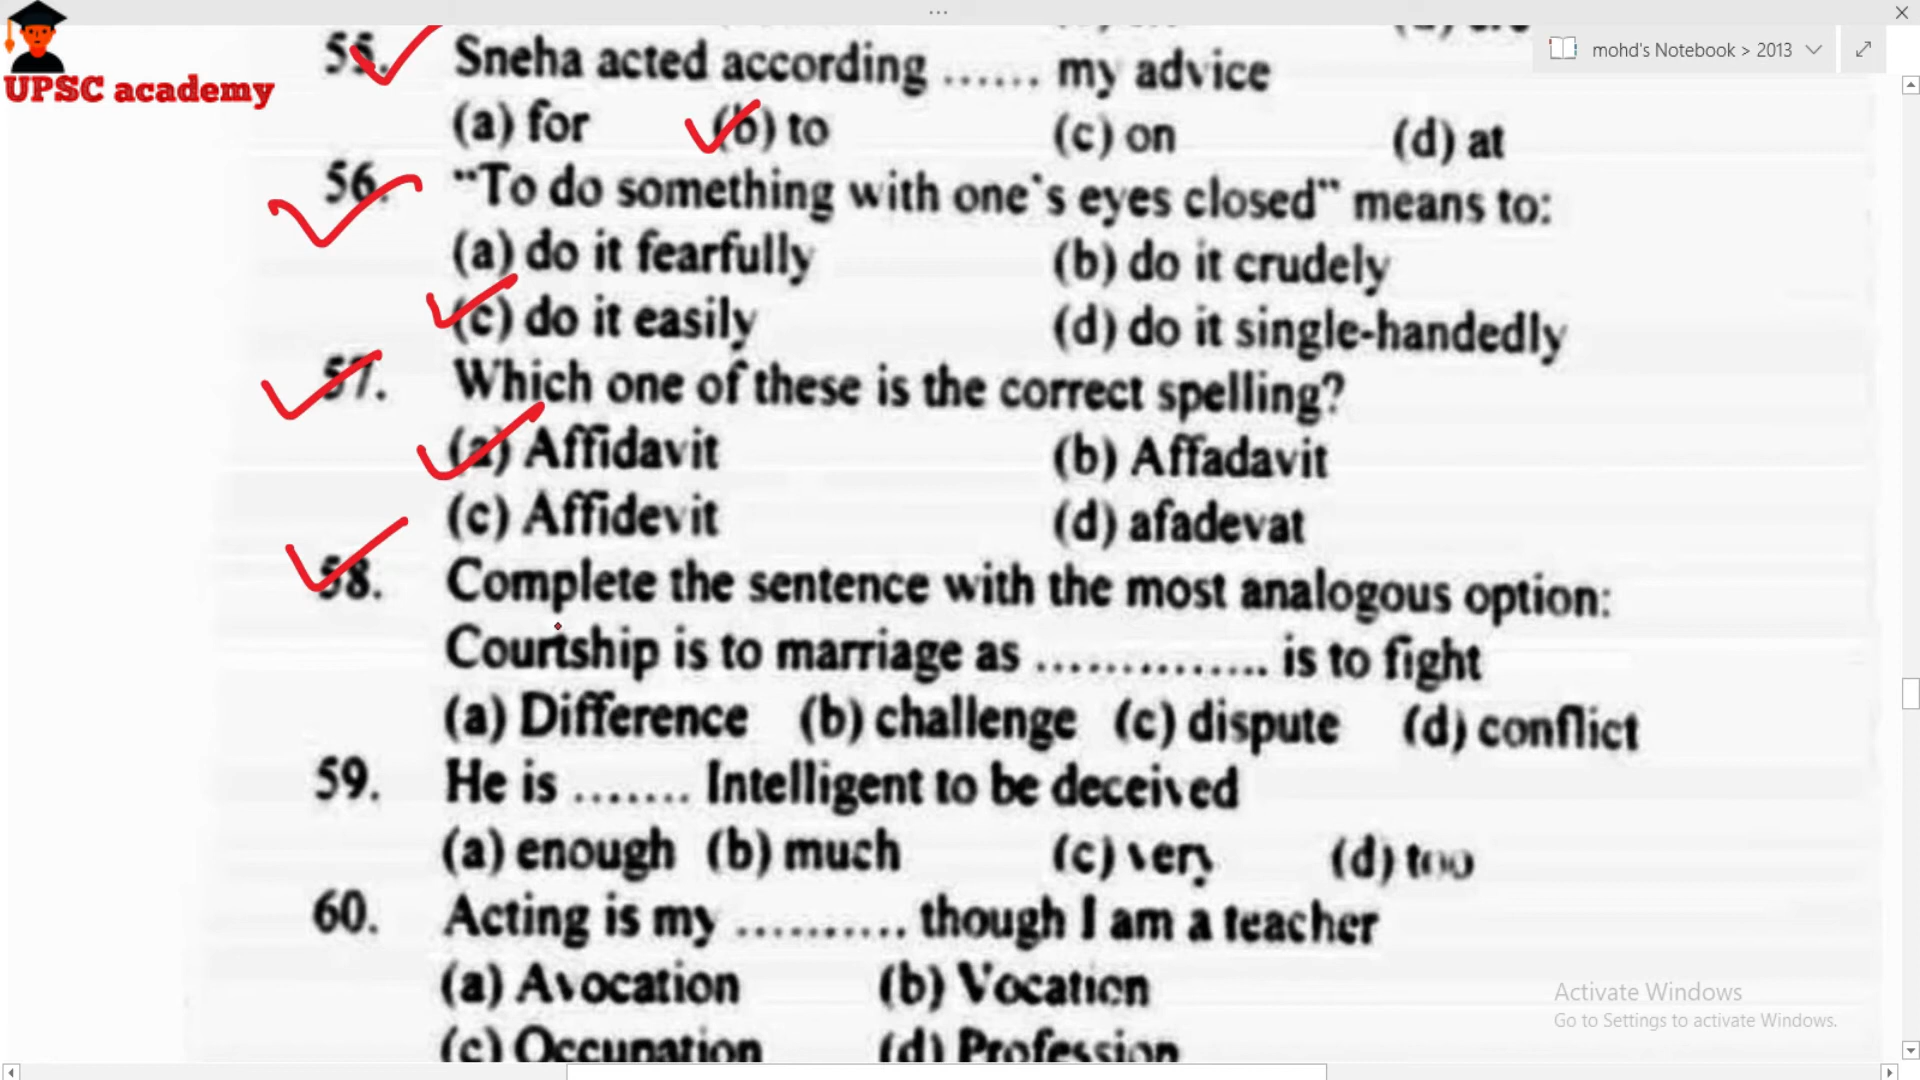 mohd's Notebook > 2013
UPSC academy
55. Sneha acted according ...... my advice
(a) for (b) to (c) on (d) at
56. "To do something with one's eyes closed" means to:
(a) do it fearfully (b) do it crudely
(c) do it easily (d) do it single-handedly
57. Which one of these is the correct spelling?
(a) Affidavit (b) Affadavit
(c) Affidevit (d) afadevat
58. Complete the sentence with the most analogous option:
Courtship is to marriage as .............. is to fight
(a) Difference (b) challenge (c) dispute (d) conflict
59. He is ....... Intelligent to be deceived
(a) enough (b) much (c) very (d) too
60. Acting is my .......... though I am a teacher
(a) Avocation (b) Vocation
(c) Occupation (d) Profession
Activate Windows
Go to Settings to activate Windows.